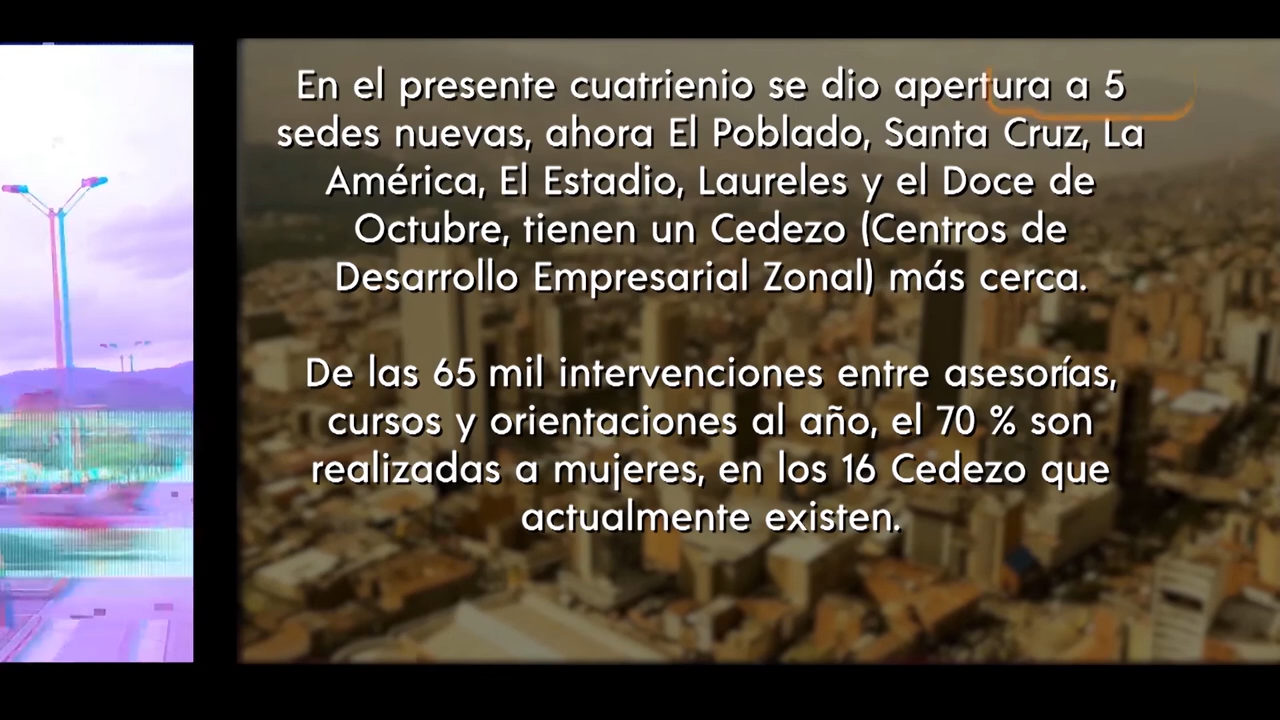 En el presente cuatrienio se dio apertura a 5
sedes nuevas, ahora El Poblado, Santa Cruz, La
América, El Estadio, Laureles y el Doce de
Octubre, tienen un Cedezo (Centros de
Desarrollo Empresarial Zonal) más cerca.
De las 65 mil intervenciones entre asesorías,
cursos y orientaciones al año, el 70 % son
realizadas a mujeres, en los 16 Cedezo que
actualmente existen.